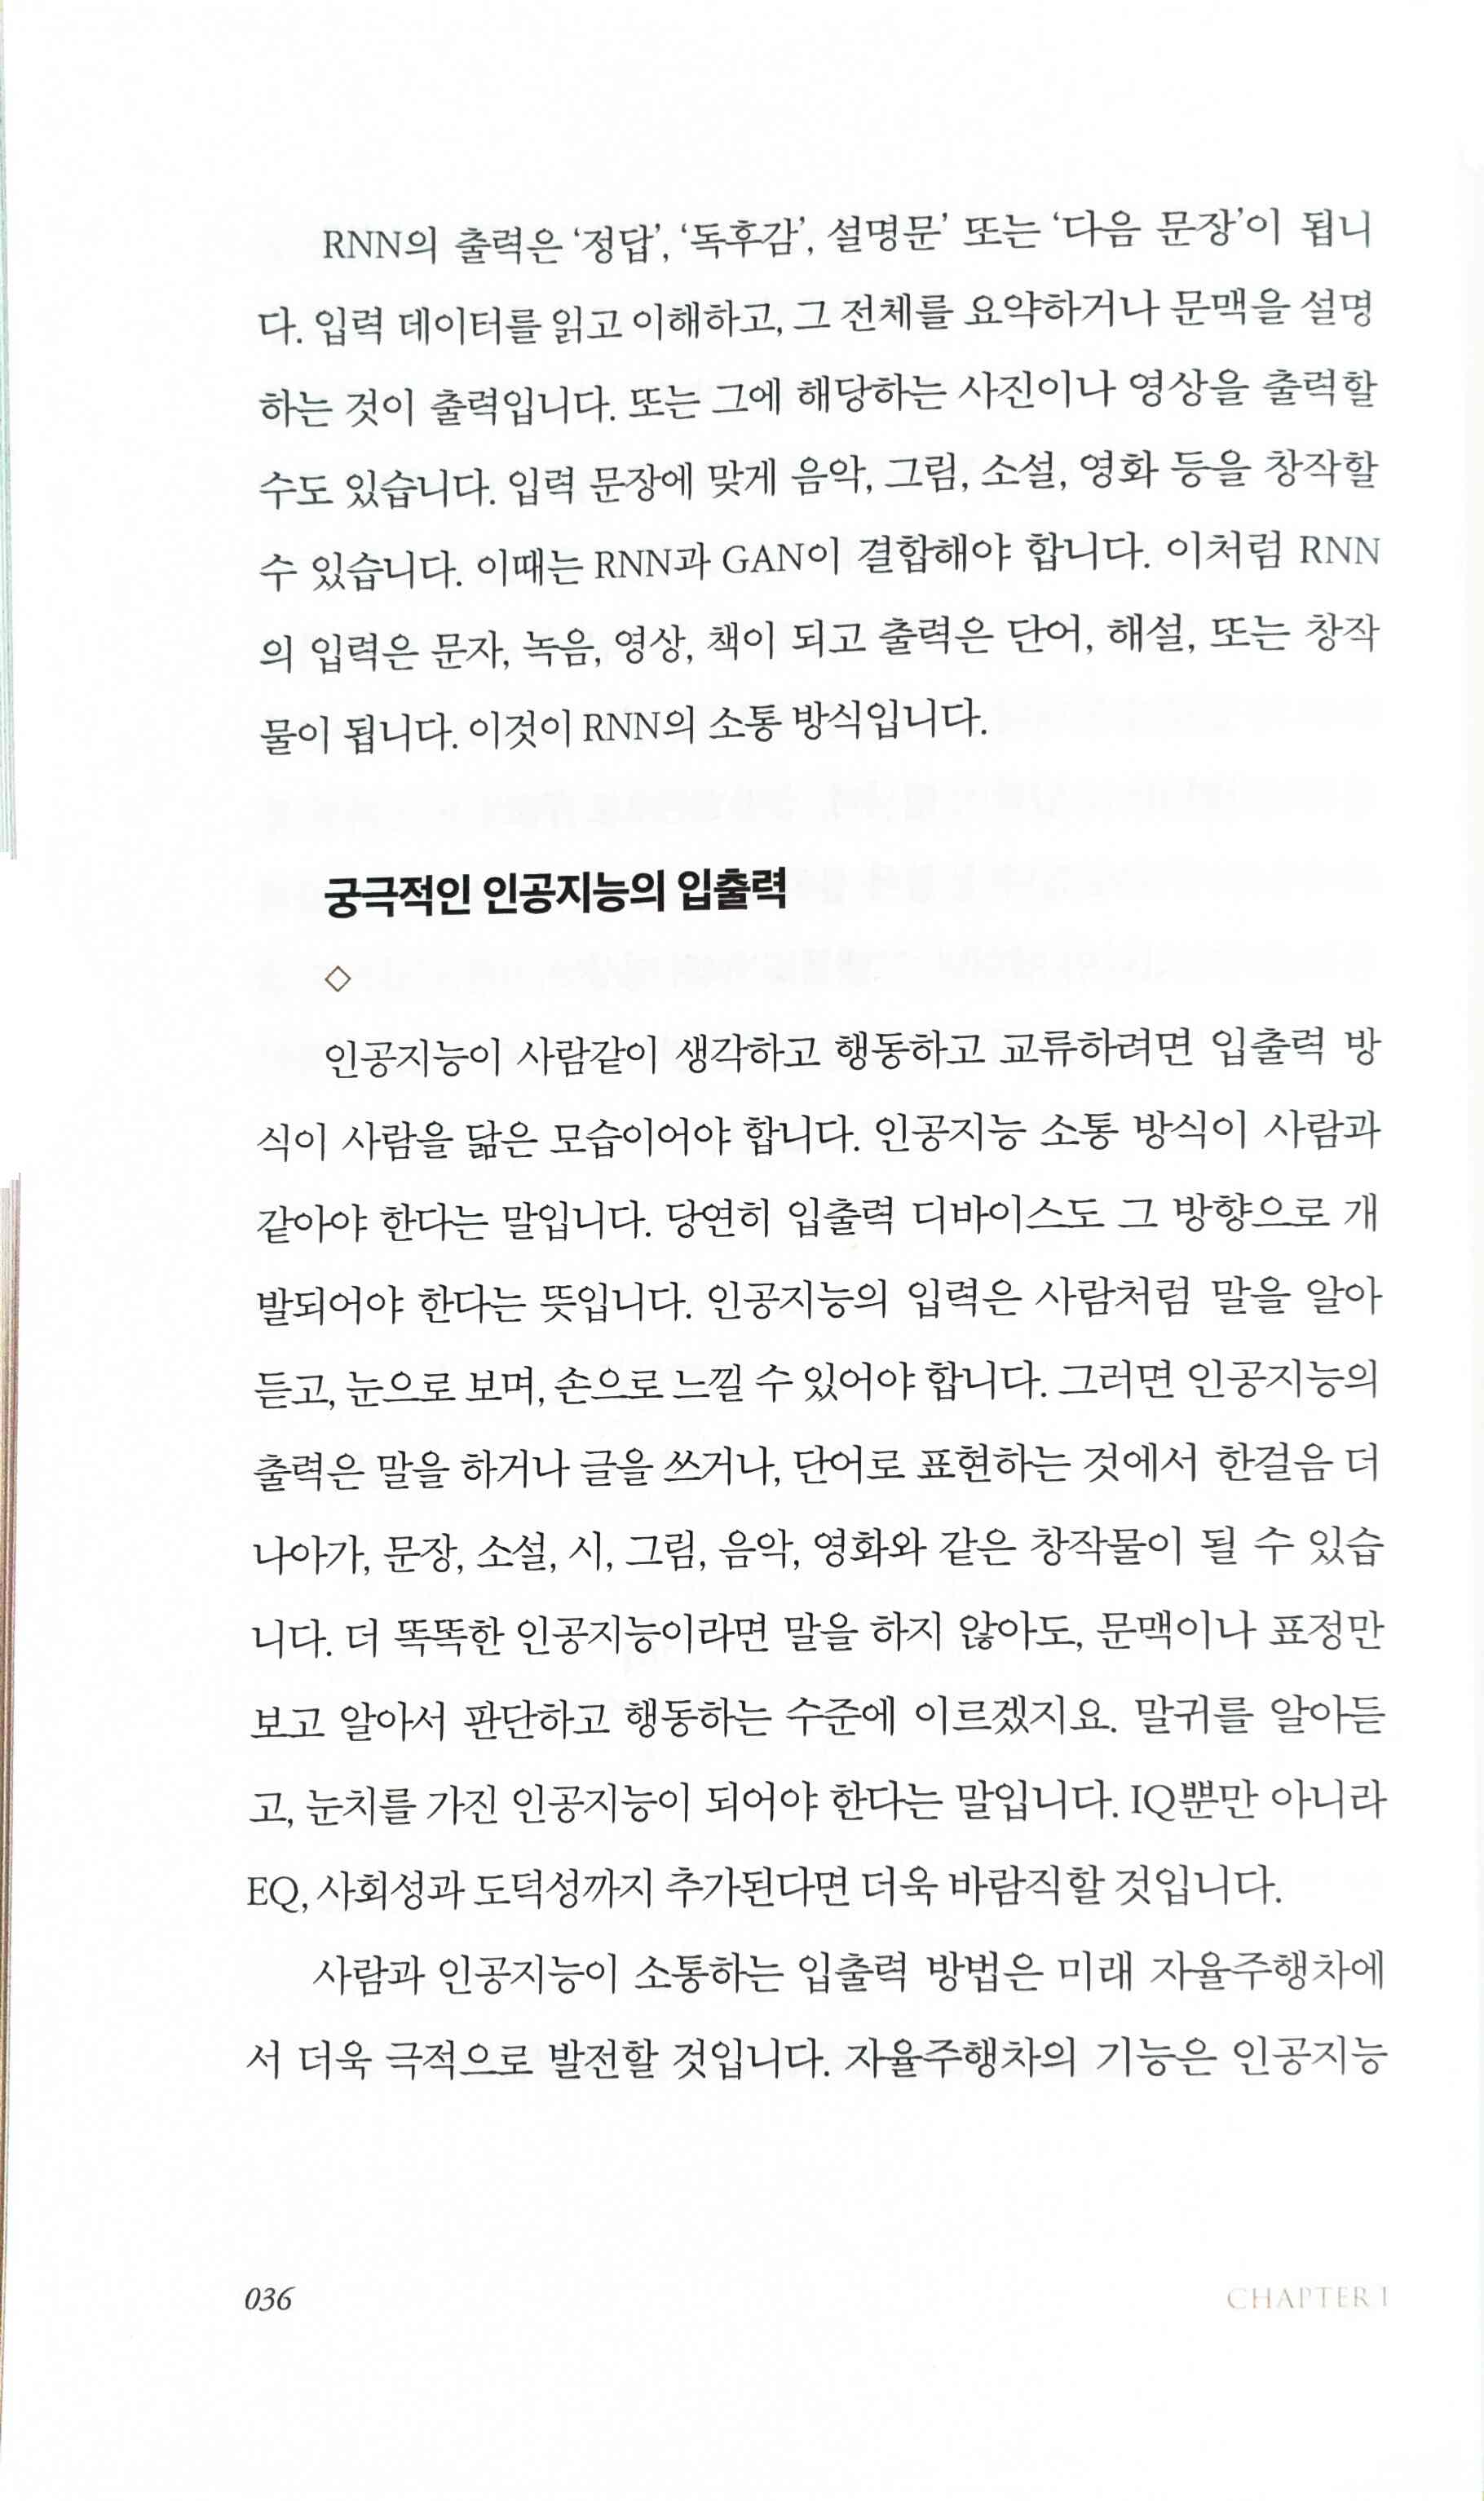 RNN의 출력은 ‘정답’, ‘독후감’, 설명문’ 또는 ‘다음 문장’이 됩니
다. 입력 데이터를 읽고 이해하고, 그 전체를 요약하거나 문맥을 설명
하는 것이 출력입니다. 또는 그에 해당하는 사진이나 영상을 출력할
수도 있습니다. 입력 문장에 맞게 음악, 그림, 소설, 영화 등을 창작할
수 있습니다. 이때는 RNN과 GAN이 결합해야 합니다. 이처럼 RNN
의 입력은 문자, 녹음, 영상, 책이 되고 출력은 단어, 해설, 또는 창작
물이 됩니다. 이것이 RNN의 소통 방식입니다.
궁극적인 인공지능의 입출력
◇
인공지능이 사람같이 생각하고 행동하고 교류하려면 입출력 방
식이 사람을 닮은 모습이어야 합니다. 인공지능 소통 방식이 사람과
같아야 한다는 말입니다. 당연히 입출력 디바이스도 그 방향으로 개
발되어야 한다는 뜻입니다. 인공지능의 입력은 사람처럼 말을 알아
듣고, 눈으로 보며, 손으로 느낄 수 있어야 합니다. 그러면 인공지능의
출력은 말을 하거나 글을 쓰거나, 단어로 표현하는 것에서 한걸음 더
나아가, 문장, 소설, 시, 그림, 음악, 영화와 같은 창작물이 될 수 있습
니다. 더 똑똑한 인공지능이라면 말을 하지 않아도, 문맥이나 표정만
보고 알아서 판단하고 행동하는 수준에 이르겠지요. 말귀를 알아듣
고, 눈치를 가진 인공지능이 되어야 한다는 말입니다. IQ뿐만 아니라
EQ, 사회성과 도덕성까지 추가된다면 더욱 바람직할 것입니다.
사람과 인공지능이 소통하는 입출력 방법은 미래 자율주행차에
서 더욱 극적으로 발전할 것입니다. 자율주행차의 기능은 인공지능
036
CHAPTER I